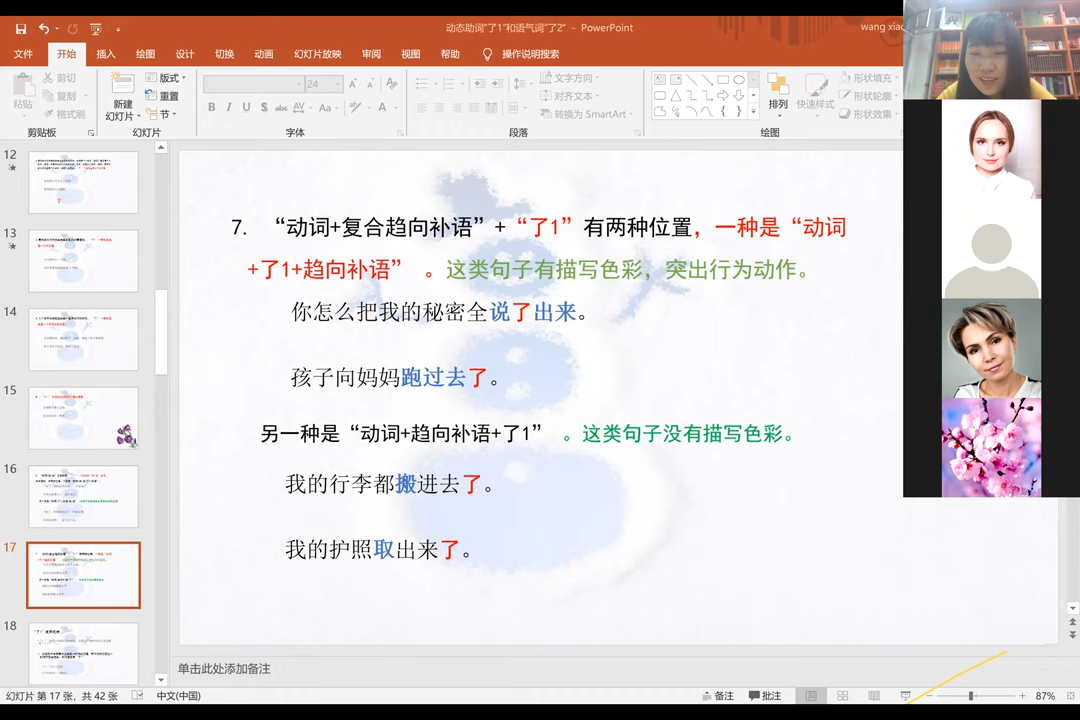 动态助词"了1"和语气词"了2" - PowerPoint
wang xiao
文件 开始 插入 绘图 设计 切换 动画 幻灯片放映 审阅 视图 帮助 操作说明搜索
粘贴
剪切
复制
格式刷
剪贴板
新建
幻灯片
版式
重置
节
幻灯片
24
B I U S abc AV Aa A
字体
文字方向
对齐文本
转换为 SmartArt
段落
排列
快速样式
形状填充
形状轮廓
形状效果
绘图
12
13
14
15
16
17
18
7. “动词+复合趋向补语”+“了1”有两种位置，一种是“动词
+了1+趋向补语” 。这类句子有描写色彩，突出行为动作。
你怎么把我的秘密全说了出来。
孩子向妈妈跑过去了。
另一种是“动词+趋向补语+了1” 。这类句子没有描写色彩。
我的行李都搬进去了。
我的护照取出来了。
单击此处添加备注
幻灯片 第 17 张，共 42 张 中文(中国) 备注 批注 87%